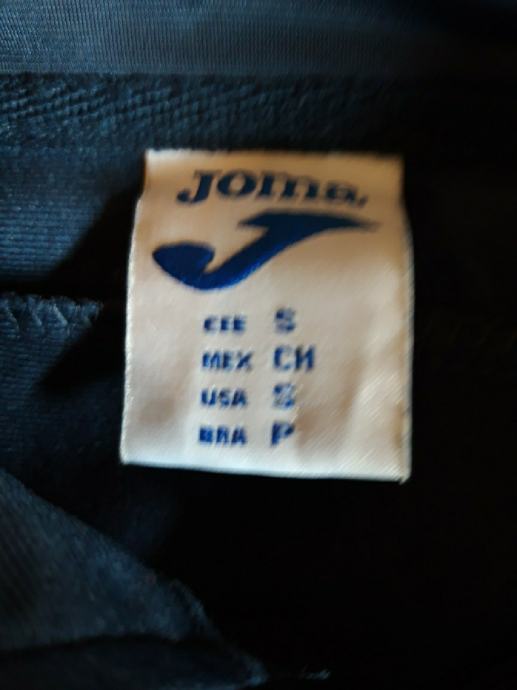 Joma.
CEE S
MEX CH
USA S
BRA P